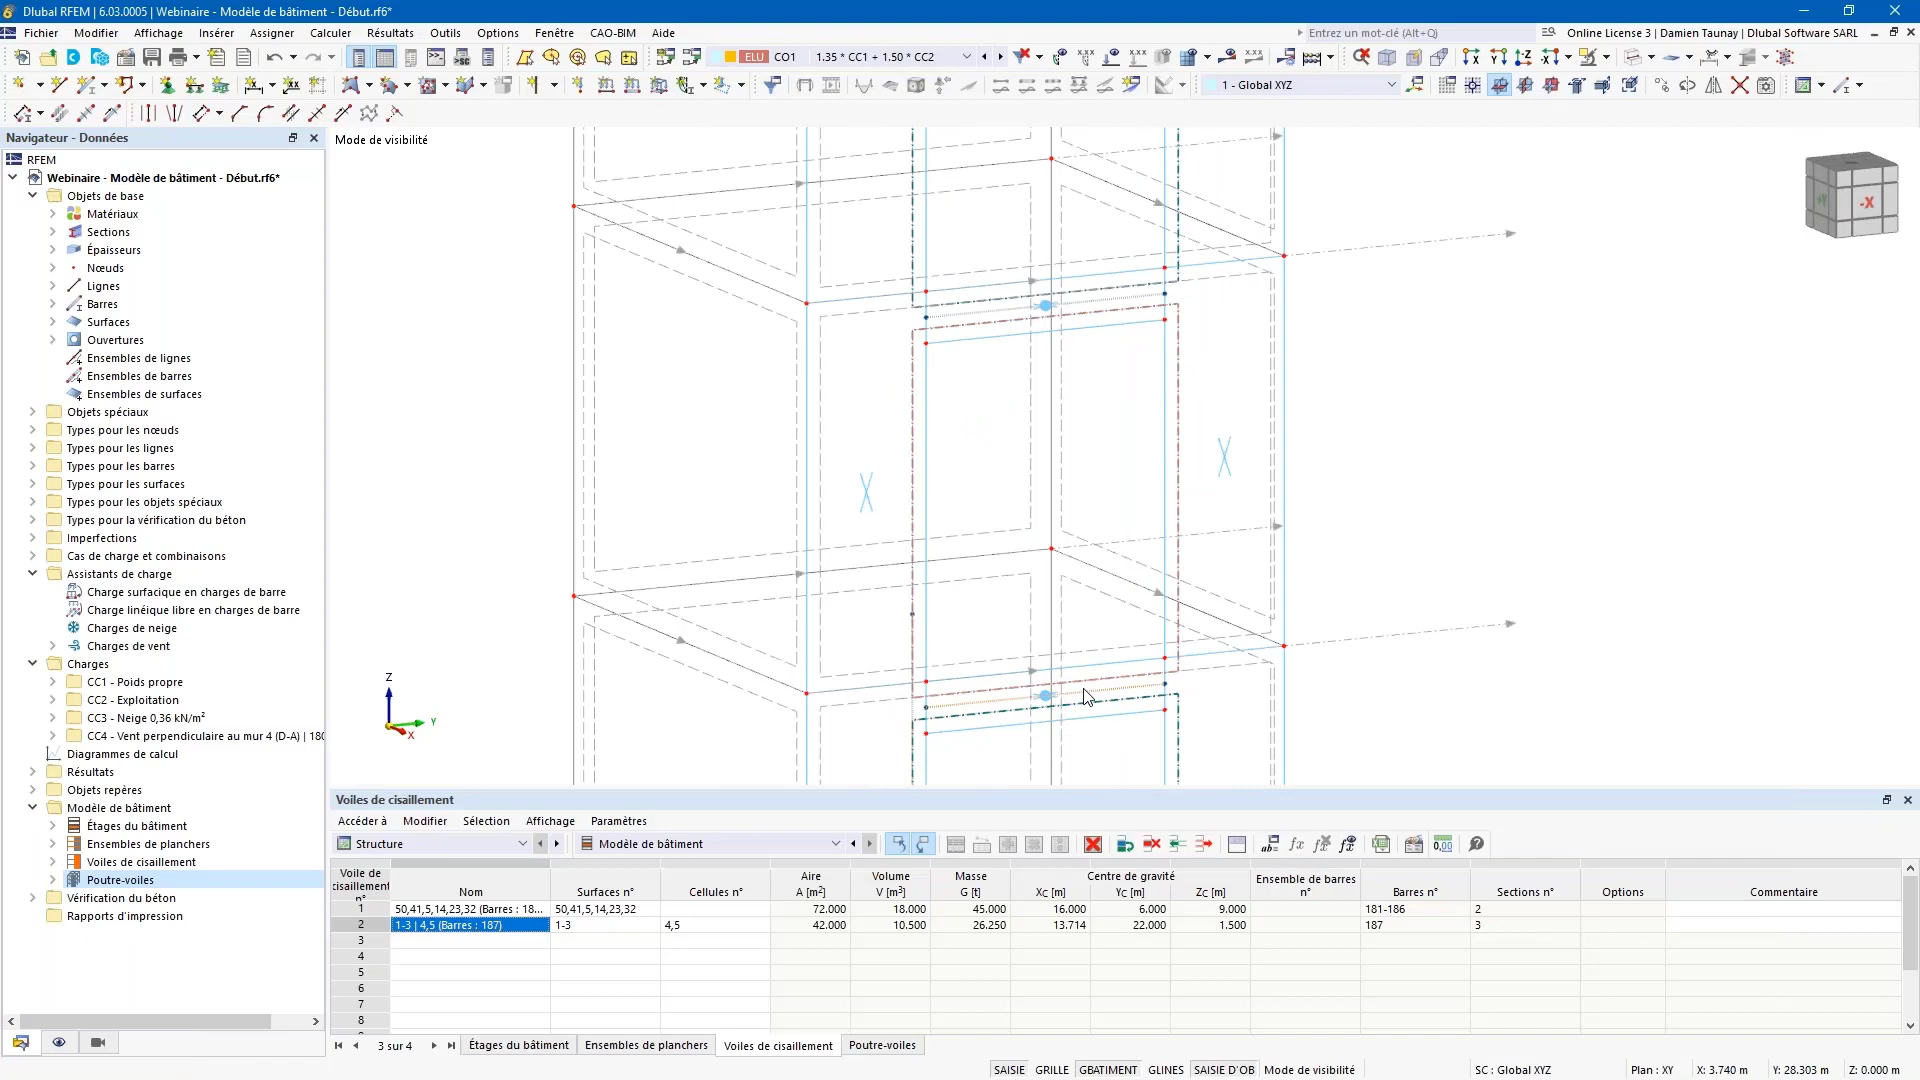 Dlubal RFEM | 6.03.0005 | Webinaire - Modèle de bâtiment - Début.rf6*
Fichier Modifier Affichage Insérer Assigner Calculer Résultats Outils Options Fenêtre CAO-BIM Aide
Entrez un mot-clé (Alt+Q)
Online License 3 | Damien Taunay | Dlubal Software SARL
ELU CO1 1.35 * CC1 + 1.50 * CC2
1 - Global XYZ
Navigateur - Données
RFEM
Webinaire - Modèle de bâtiment - Début.rf6*
Objets de base
Matériaux
Sections
Épaisseurs
Nœuds
Lignes
Barres
Surfaces
Ouvertures
Ensembles de lignes
Ensembles de barres
Ensembles de surfaces
Objets spéciaux
Types pour les nœuds
Types pour les lignes
Types pour les barres
Types pour les surfaces
Types pour les objets spéciaux
Types pour la vérification du béton
Imperfections
Cas de charge et combinaisons
Assistants de charge
Charge surfacique en charges de barre
Charge linéique libre en charges de barre
Charges de neige
Charges de vent
Charges
CC1 - Poids propre
CC2 - Exploitation
CC3 - Neige 0,36 kN/m²
CC4 - Vent perpendiculaire au mur 4 (D-A) | 180
Diagrammes de calcul
Résultats
Objets repères
Modèle de bâtiment
Étages du bâtiment
Ensembles de planchers
Voiles de cisaillement
Poutre-voiles
Vérification du béton
Rapports d'impression
Mode de visibilité
-X
+Y
Z
Y
X
Voiles de cisaillement
Accéder à Modifier Sélection Affichage Paramètres
Structure
Modèle de bâtiment
Voile de cisaillement n°
Nom
Surfaces n°
Cellules n°
Aire A [m²]
Volume V [m³]
Masse G [t]
Centre de gravité
Xc [m] Yc [m] Zc [m]
Ensemble de barres n°
Barres n°
Sections n°
Options
Commentaire
1 50,41,5,14,23,32 (Barres : 18... 50,41,5,14,23,32 72.000 18.000 45.000 16.000 6.000 9.000 181-186 2
2 1-3 | 4,5 (Barres : 187) 1-3 4,5 42.000 10.500 26.250 13.714 22.000 1.500 187 3
3
4
5
6
7
8
3 sur 4 Étages du bâtiment Ensembles de planchers Voiles de cisaillement Poutre-voiles
SAISIE GRILLE GBATIMENT GLINES SAISIE D'OB Mode de visibilité SC : Global XYZ Plan : XY X: 3.740 m Y: 28.303 m Z: 0.000 m